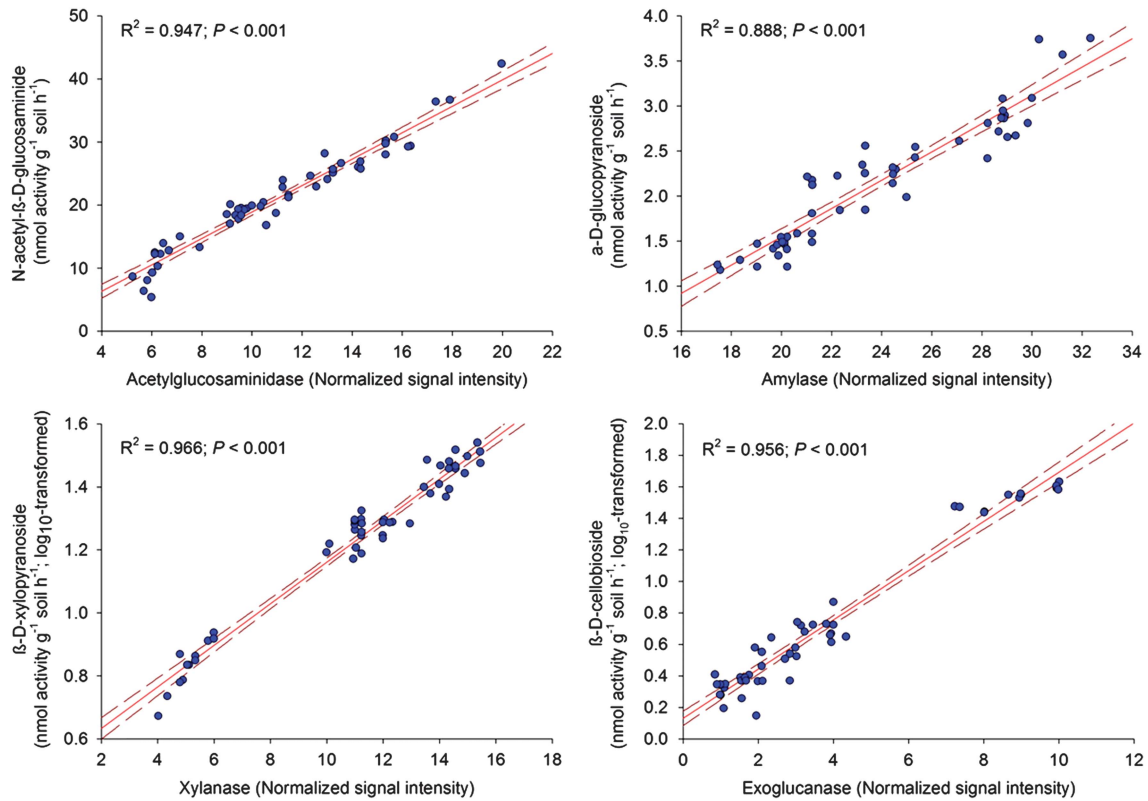 R² = 0.947; P < 0.001
N-acetyl-ß-D-glucosaminide
(nmol activity g⁻¹ soil h⁻¹)
50
40
30
20
10
0
4 6 8 10 12 14 16 18 20 22
Acetylglucosaminidase (Normalized signal intensity)
R² = 0.888; P < 0.001
a-D-glucopyranoside
(nmol activity g⁻¹ soil h⁻¹)
4.0
3.5
3.0
2.5
2.0
1.5
1.0
0.5
16 18 20 22 24 26 28 30 32 34
Amylase (Normalized signal intensity)
R² = 0.966; P < 0.001
ß-D-xylopyranoside
(nmol activity g⁻¹ soil h⁻¹; log₁₀-transformed)
1.6
1.4
1.2
1.0
0.8
0.6
2 4 6 8 10 12 14 16 18
Xylanase (Normalized signal intensity)
R² = 0.956; P < 0.001
ß-D-cellobioside
(nmol activity g⁻¹ soil h⁻¹; log₁₀-transformed)
2.0
1.8
1.6
1.4
1.2
1.0
0.8
0.6
0.4
0.2
0.0
0 2 4 6 8 10 12
Exoglucanase (Normalized signal intensity)